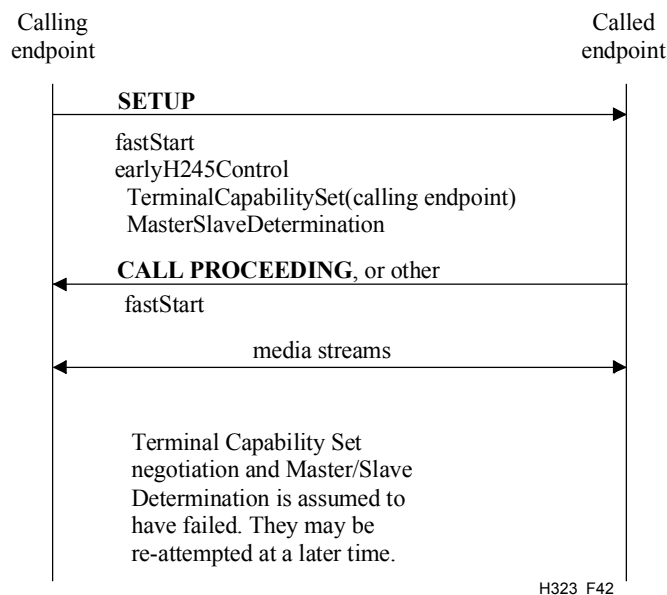 Calling
endpoint
Called
endpoint
SETUP
fastStart
earlyH245Control
TerminalCapabilitySet(calling endpoint)
MasterSlaveDetermination
CALL PROCEEDING, or other
fastStart
media streams
Terminal Capability Set
negotiation and Master/Slave
Determination is assumed to
have failed. They may be
re-attempted at a later time.
H323_F42